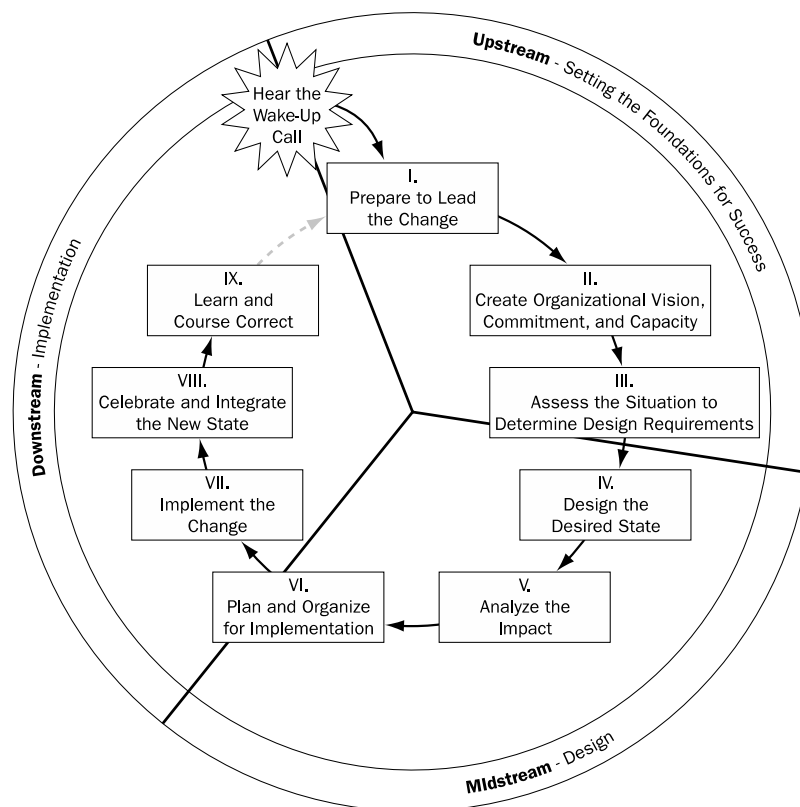 Upstream - Setting the Foundations for Success
Hear the
Wake-Up
Call
I.
Prepare to Lead
the Change
II.
Create Organizational Vision,
Commitment, and Capacity
III.
Assess the Situation to
Determine Design Requirements
IV.
Design the
Desired State
V.
Analyze the
Impact
VI.
Plan and Organize
for Implementation
VII.
Implement the
Change
VIII.
Celebrate and Integrate
the New State
IX.
Learn and
Course Correct
Downstream - Implementation
MIdstream - Design